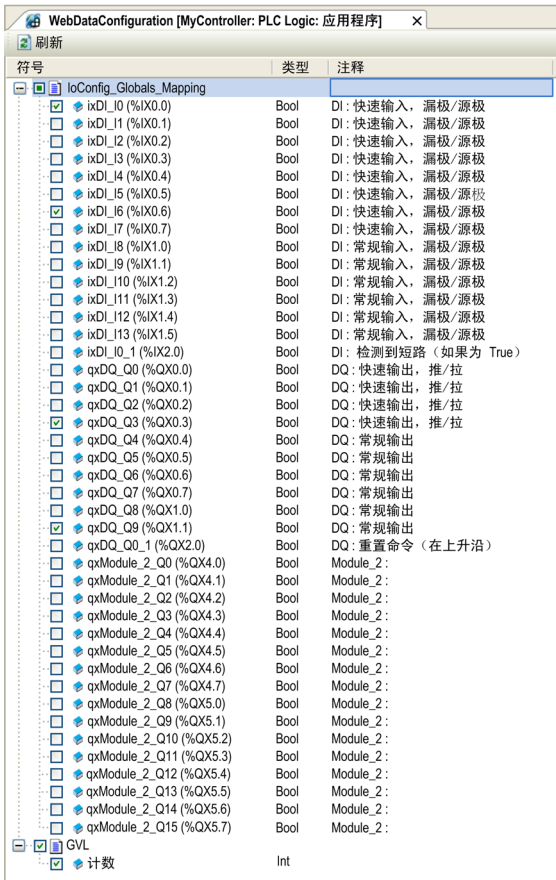 WebDataConfiguration [MyController: PLC Logic: 应用程序]
刷新
符号 类型 注释
IoConfig_Globals_Mapping
ixDI_I0 (%IX0.0) Bool DI : 快速输入，漏极/源极
ixDI_I1 (%IX0.1) Bool DI : 快速输入，漏极/源极
ixDI_I2 (%IX0.2) Bool DI : 快速输入，漏极/源极
ixDI_I3 (%IX0.3) Bool DI : 快速输入，漏极/源极
ixDI_I4 (%IX0.4) Bool DI : 快速输入，漏极/源极
ixDI_I5 (%IX0.5) Bool DI : 快速输入，漏极/源极
ixDI_I6 (%IX0.6) Bool DI : 快速输入，漏极/源极
ixDI_I7 (%IX0.7) Bool DI : 快速输入，漏极/源极
ixDI_I8 (%IX1.0) Bool DI : 常规输入，漏极/源极
ixDI_I9 (%IX1.1) Bool DI : 常规输入，漏极/源极
ixDI_I10 (%IX1.2) Bool DI : 常规输入，漏极/源极
ixDI_I11 (%IX1.3) Bool DI : 常规输入，漏极/源极
ixDI_I12 (%IX1.4) Bool DI : 常规输入，漏极/源极
ixDI_I13 (%IX1.5) Bool DI : 常规输入，漏极/源极
ixDI_I0_1 (%IX2.0) Bool DI : 检测到短路（如果为 True）
qxDQ_Q0 (%QX0.0) Bool DQ : 快速输出，推/拉
qxDQ_Q1 (%QX0.1) Bool DQ : 快速输出，推/拉
qxDQ_Q2 (%QX0.2) Bool DQ : 快速输出，推/拉
qxDQ_Q3 (%QX0.3) Bool DQ : 快速输出，推/拉
qxDQ_Q4 (%QX0.4) Bool DQ : 常规输出
qxDQ_Q5 (%QX0.5) Bool DQ : 常规输出
qxDQ_Q6 (%QX0.6) Bool DQ : 常规输出
qxDQ_Q7 (%QX0.7) Bool DQ : 常规输出
qxDQ_Q8 (%QX1.0) Bool DQ : 常规输出
qxDQ_Q9 (%QX1.1) Bool DQ : 常规输出
qxDQ_Q0_1 (%QX2.0) Bool DQ : 重置命令（在上升沿）
qxModule_2_Q0 (%QX4.0) Bool Module_2 :
qxModule_2_Q1 (%QX4.1) Bool Module_2 :
qxModule_2_Q2 (%QX4.2) Bool Module_2 :
qxModule_2_Q3 (%QX4.3) Bool Module_2 :
qxModule_2_Q4 (%QX4.4) Bool Module_2 :
qxModule_2_Q5 (%QX4.5) Bool Module_2 :
qxModule_2_Q6 (%QX4.6) Bool Module_2 :
qxModule_2_Q7 (%QX4.7) Bool Module_2 :
qxModule_2_Q8 (%QX5.0) Bool Module_2 :
qxModule_2_Q9 (%QX5.1) Bool Module_2 :
qxModule_2_Q10 (%QX5.2) Bool Module_2 :
qxModule_2_Q11 (%QX5.3) Bool Module_2 :
qxModule_2_Q12 (%QX5.4) Bool Module_2 :
qxModule_2_Q13 (%QX5.5) Bool Module_2 :
qxModule_2_Q14 (%QX5.6) Bool Module_2 :
qxModule_2_Q15 (%QX5.7) Bool Module_2 :
GVL
计数 Int